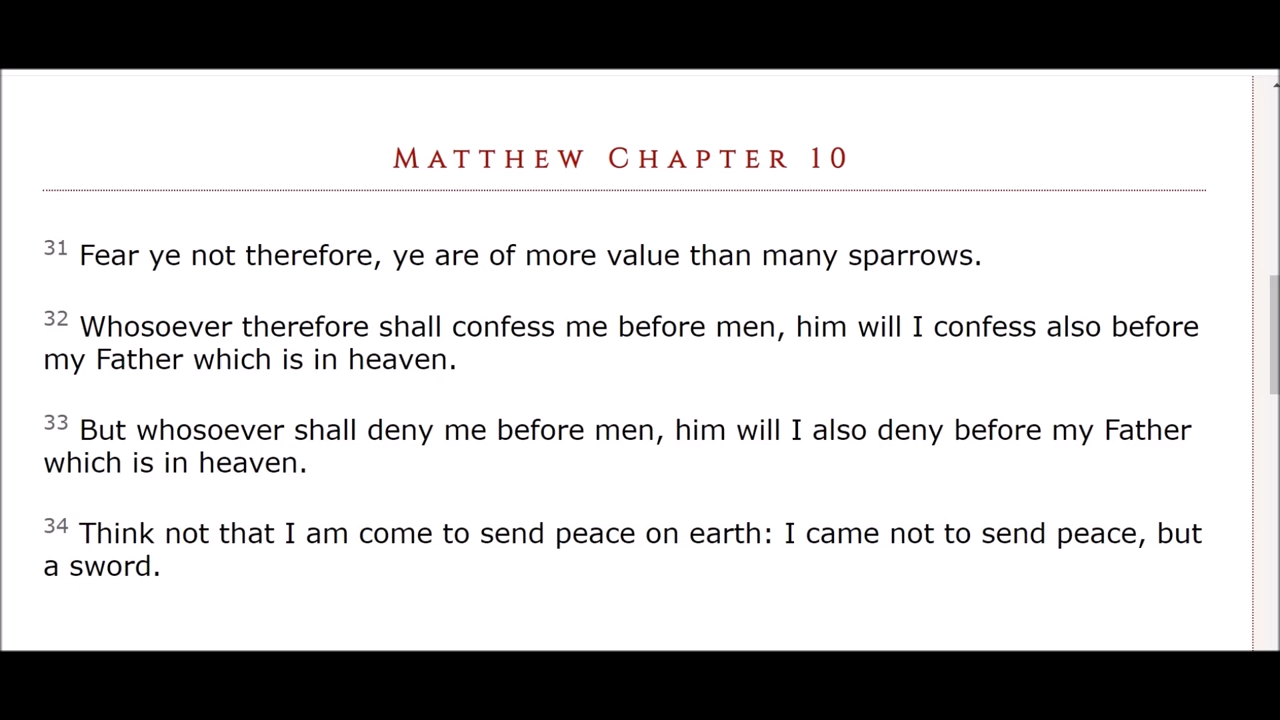 MATTHEW CHAPTER 10
31 Fear ye not therefore, ye are of more value than many sparrows.
32 Whosoever therefore shall confess me before men, him will I confess also before
my Father which is in heaven.
33 But whosoever shall deny me before men, him will I also deny before my Father
which is in heaven.
34 Think not that I am come to send peace on earth: I came not to send peace, but
a sword.